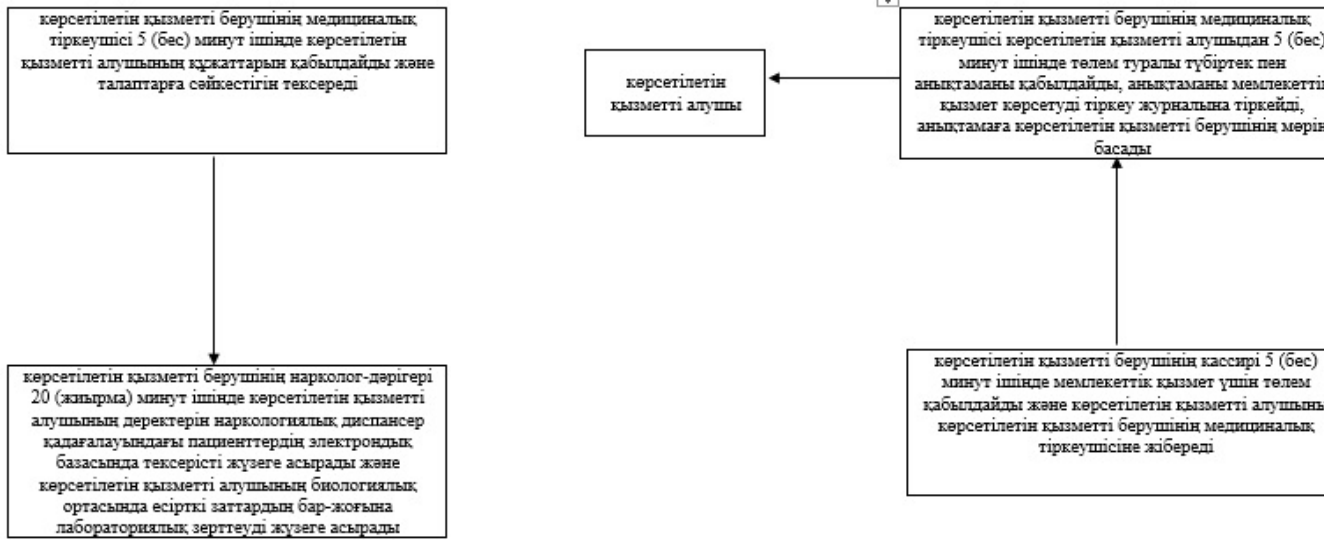 көрсетілетін қызметті берушінің медициналық
тіркеушісі 5 (бес) минут ішінде көрсетілетін
қызметті алушының құжаттарын қабылдайды және
талаптарға сәйкестігін тексереді
көрсетілетін
қызметті алушы
көрсетілетін қызметті берушінің медициналық
тіркеушісі көрсетілетін қызметті алушыдан 5 (бес)
минут ішінде төлем туралы түбіртек пен
анықтаманы қабылдайды, анықтаманы мемлекеттік
қызмет көрсетуді тіркеу журналына тіркейді,
анықтамаға көрсетілетін қызметті берушінің мөрін
басады
көрсетілетін қызметті берушінің нарколог-дәрігері
20 (жиырма) минут ішінде көрсетілетін қызметті
алушының деректерін наркологиялық диспансер
қадағалауындағы пациенттердің электрондық
базасында тексерісті жүзеге асырады және
көрсетілетін қызметті алушының биологиялық
ортасында есірткі заттардың бар-жоғына
лабораториялық зерттеуді жүзеге асырады
көрсетілетін қызметті берушінің кассирі 5 (бес)
минут ішінде мемлекеттік қызмет үшін төлем
қабылдайды және көрсетілетін қызметті алушыны
көрсетілетін қызметті берушінің медициналық
тіркеушісіне жібереді